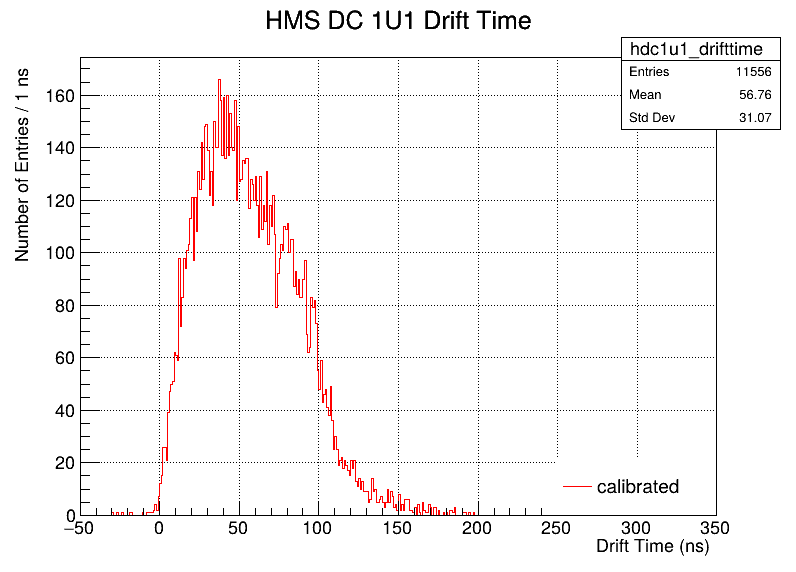 HMS DC 1U1 Drift Time
hdc1u1_drifttime
Entries 11556
Mean 56.76
Std Dev 31.07
Number of Entries / 1 ns
160
140
120
100
80
60
40
20
0
calibrated
−50 0 50 100 150 200 250 300 350
Drift Time (ns)